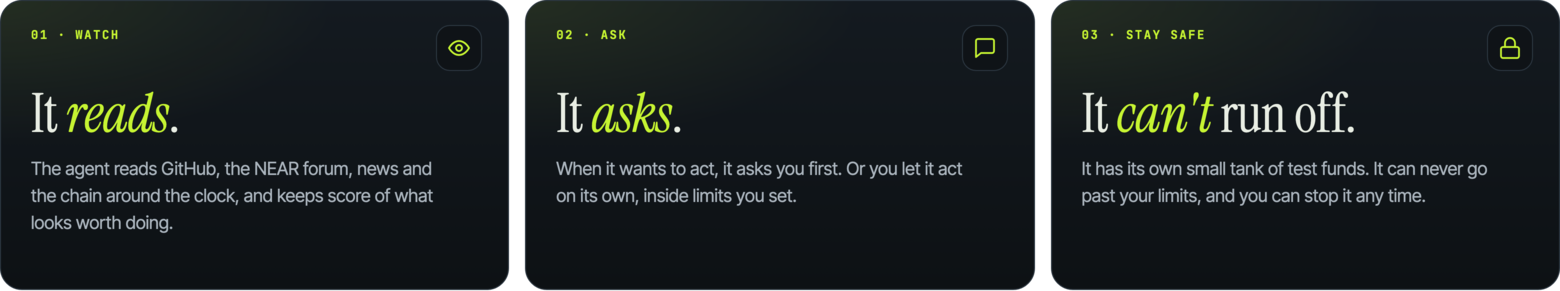 01 · WATCH
It reads.
The agent reads GitHub, the NEAR forum, news and
the chain around the clock, and keeps score of what
looks worth doing.
02 · ASK
It asks.
When it wants to act, it asks you first. Or you let it act
on its own, inside limits you set.
03 · STAY SAFE
It can't run off.
It has its own small tank of test funds. It can never go
past your limits, and you can stop it any time.